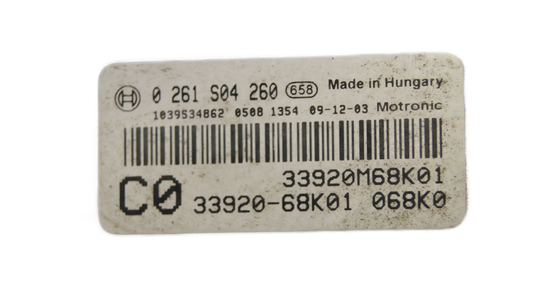 0 261 S04 260 658 Made in Hungary
1039S34862 0508 1354 09-12-03 Motronic
33920M68K01
C0 33920-68K01 068K0